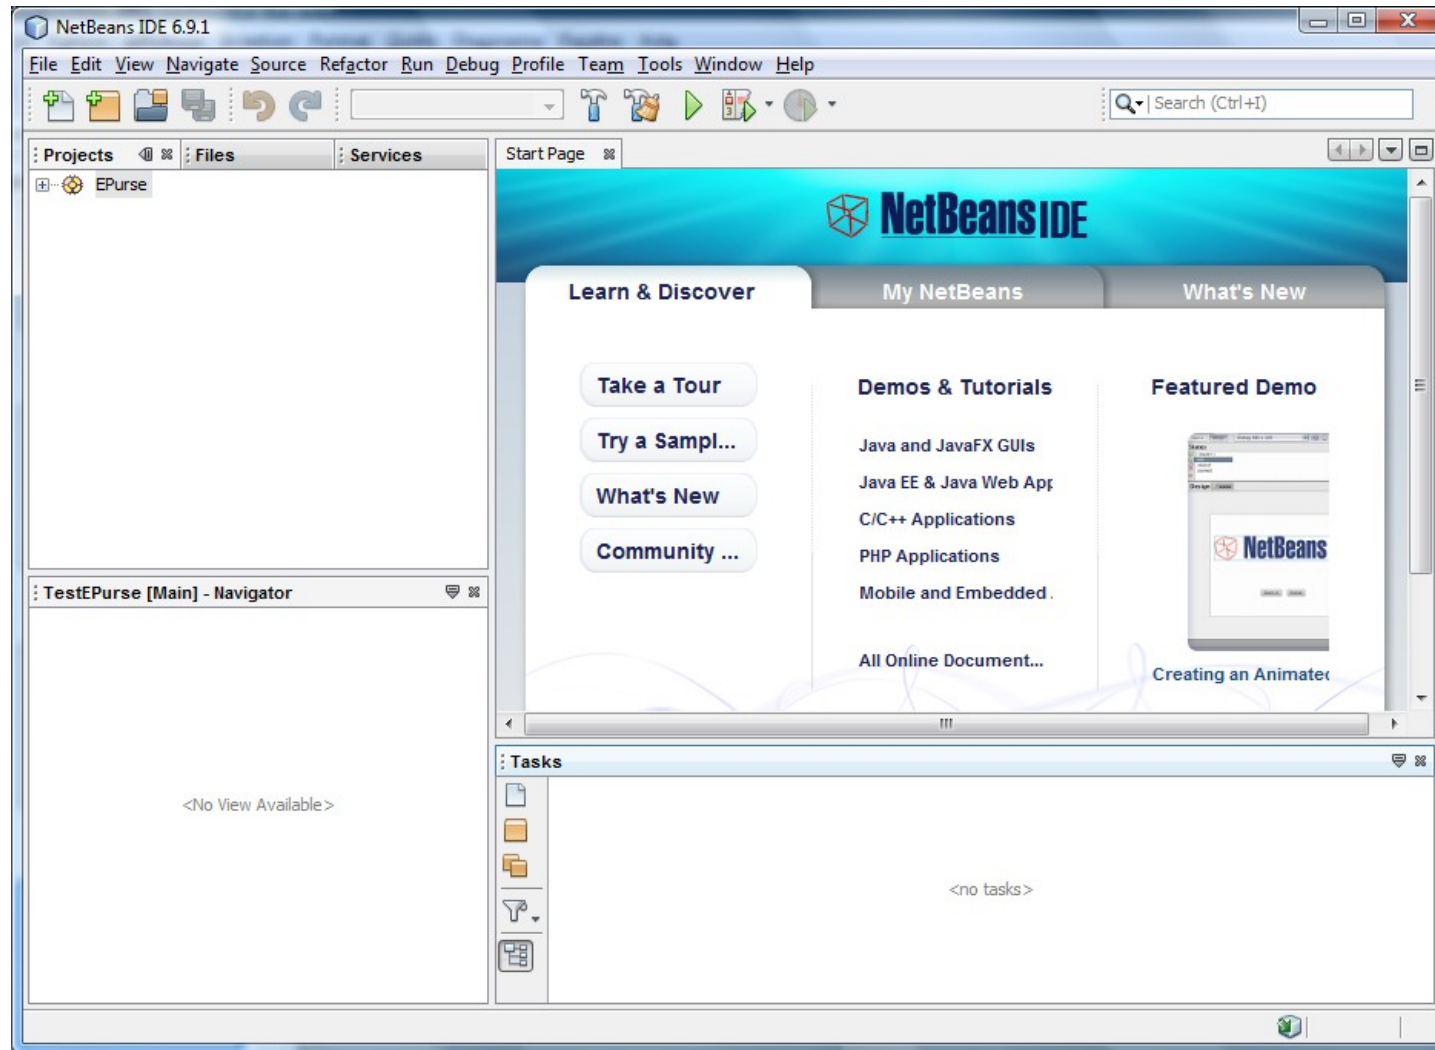 NetBeans IDE 6.9.1
File Edit View Navigate Source Refactor Run Debug Profile Team Tools Window Help
Search (Ctrl+I)
Projects Files Services
Start Page
EPurse
NetBeans IDE
Learn & Discover
My NetBeans
What's New
Take a Tour
Try a Sampl...
What's New
Community ...
Demos & Tutorials
Java and JavaFX GUIs
Java EE & Java Web App
C/C++ Applications
PHP Applications
Mobile and Embedded .
All Online Document...
Featured Demo
NetBeans
Creating an Animated
TestEPurse [Main] - Navigator
<No View Available>
Tasks
<no tasks>